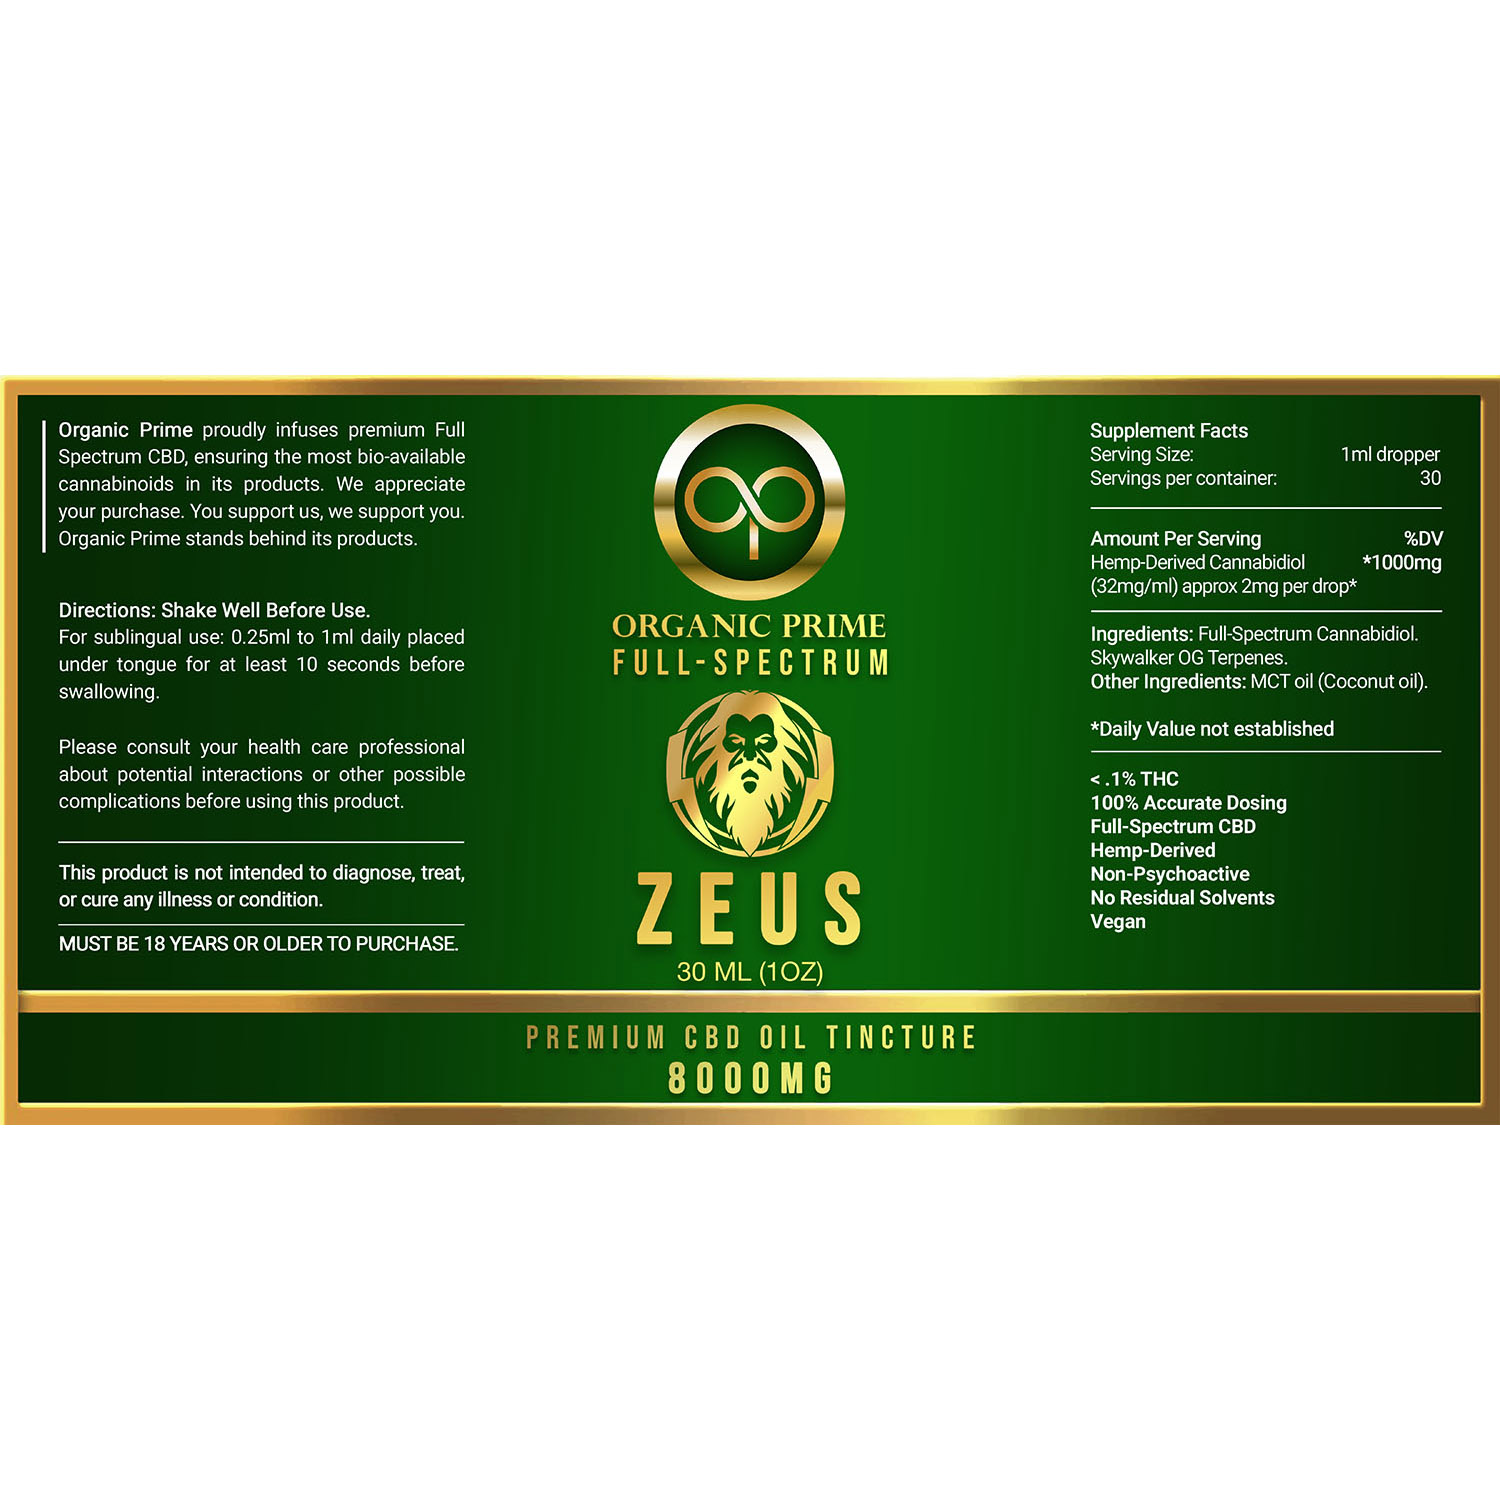 Organic Prime proudly infuses premium Full
Spectrum CBD, ensuring the most bio-available
cannabinoids in its products. We appreciate
your purchase. You support us, we support you.
Organic Prime stands behind its products.
Directions: Shake Well Before Use.
For sublingual use: 0.25ml to 1ml daily placed
under tongue for at least 10 seconds before
swallowing.
Please consult your health care professional
about potential interactions or other possible
complications before using this product.
This product is not intended to diagnose, treat,
or cure any illness or condition.
MUST BE 18 YEARS OR OLDER TO PURCHASE.
OP
ORGANIC PRIME
FULL-SPECTRUM
ZEUS
30 ML (1OZ)
PREMIUM CBD OIL TINCTURE
8000MG
Supplement Facts
Serving Size: 1ml dropper
Servings per container: 30
Amount Per Serving %DV
Hemp-Derived Cannabidiol *1000mg
(32mg/ml) approx 2mg per drop*
Ingredients: Full-Spectrum Cannabidiol.
Skywalker OG Terpenes.
Other Ingredients: MCT oil (Coconut oil).
*Daily Value not established
< .1% THC
100% Accurate Dosing
Full-Spectrum CBD
Hemp-Derived
Non-Psychoactive
No Residual Solvents
Vegan